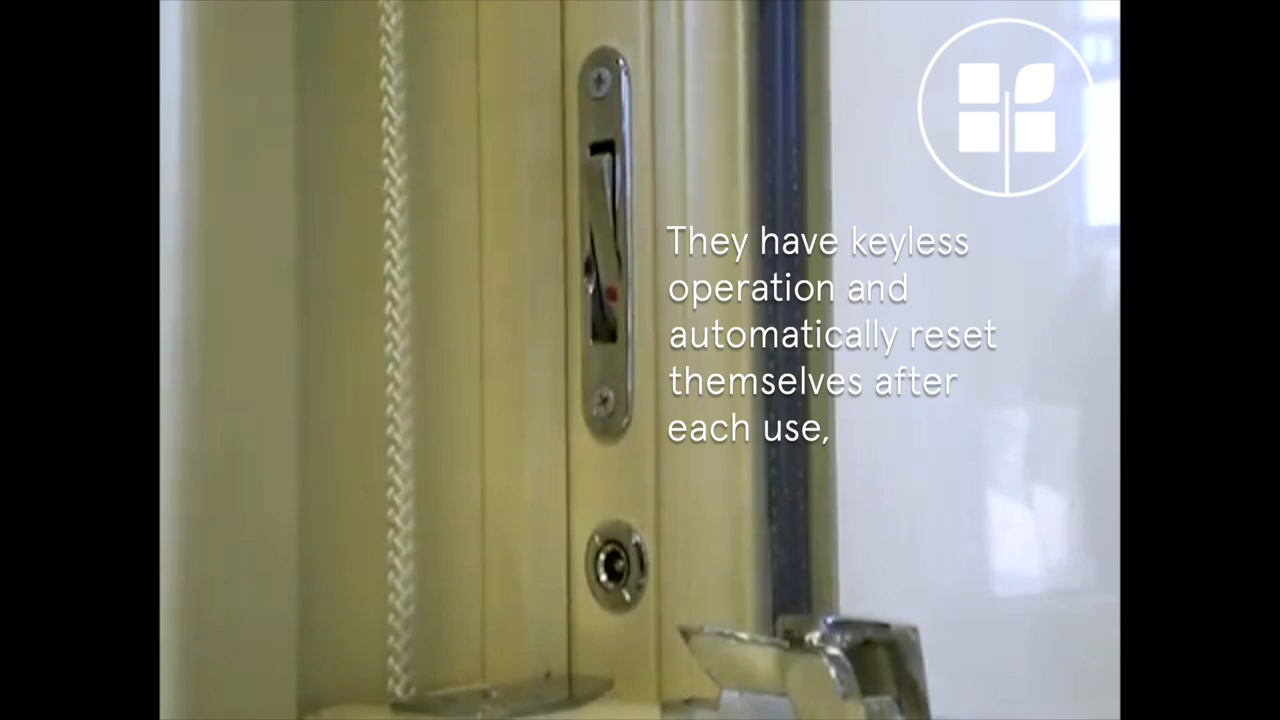 They have keyless
operation and
automatically reset
themselves after
each use,